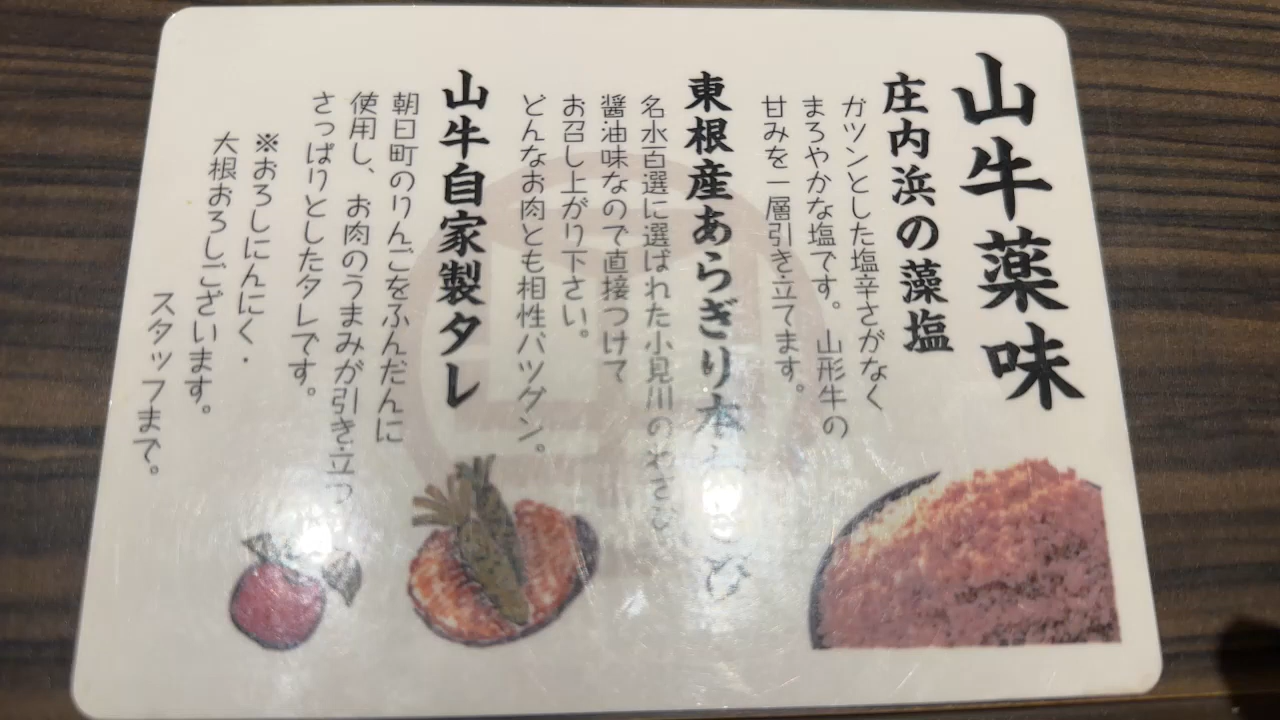 山牛薬味
庄内浜の藻塩
ガツンとした塩辛さがなく
まろやかな塩です。山形牛の
甘みを一層引き立てます。
東根産あらぎり本わさび
名水百選に選ばれた小見川のわさび
醤油味なので直接つけて
お召し上がり下さい。
どんなお肉とも相性バツグン。
山牛自家製タレ
朝日町のりんごをふんだんに
使用し、お肉のうまみが引き立つ
さっぱりとしたタレです。
※おろしにんにく・
大根おろしございます。
スタッフまで。